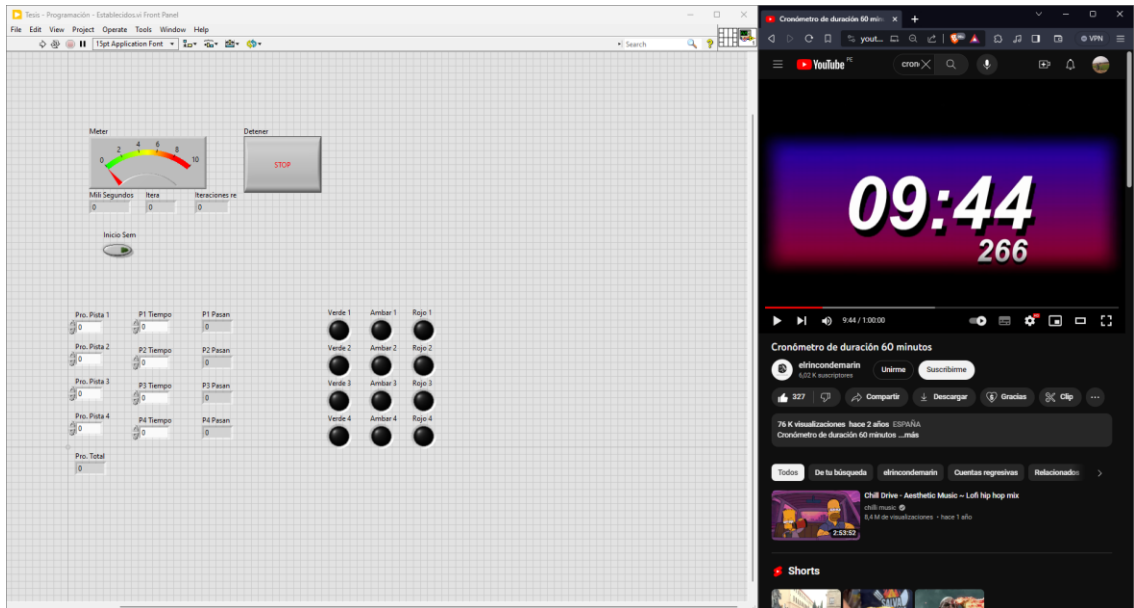 Tesis - Programación - Establecidos.vi Front Panel
File Edit View Project Operate Tools Window Help
15pt Application Font
Search
Meter
0 2 4 6 8 10
Detener
STOP
Mili Segundos Itera Iteraciones re
0 0 0
Inicio Sem
Pro. Pista 1 P1 Tiempo P1 Pasan
0 0 0
Pro. Pista 2 P2 Tiempo P2 Pasan
0 0 0
Pro. Pista 3 P3 Tiempo P3 Pasan
0 0 0
Pro. Pista 4 P4 Tiempo P4 Pasan
0 0 0
Pro. Total
0
Verde 1 Ambar 1 Rojo 1
Verde 2 Ambar 2 Rojo 2
Verde 3 Ambar 3 Rojo 3
Verde 4 Ambar 4 Rojo 4
Cronómetro de duración 60 min
yout...
VPN
YouTube PE
cron
09:44
266
9:44 / 1:00:00
Cronómetro de duración 60 minutos
elrincondemarin
6,02 K suscriptores
Unirme
Suscribirme
327
Compartir
Descargar
Gracias
Clip
76 K visualizaciones hace 2 años ESPAÑA
Cronómetro de duración 60 minutos ...más
Todos De tu búsqueda elrincondemarin Cuentas regresivas Relacionados
Chill Drive - Aesthetic Music ~ Lofi hip hop mix
chilli music
8,4 M de visualizaciones • hace 1 año
2:53:52
Shorts